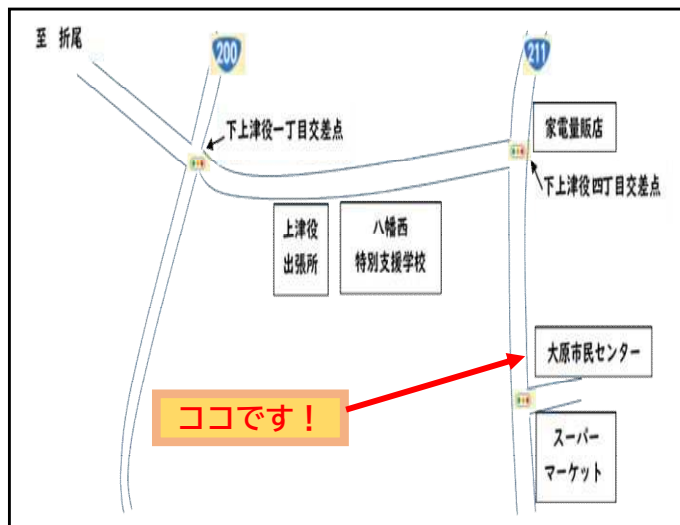 至 折尾
200
211
下上津役一丁目交差点
家電量販店
下上津役四丁目交差点
上津役
出張所
八幡西
特別支援学校
大原市民センター
ココです！
スーパー
マーケット